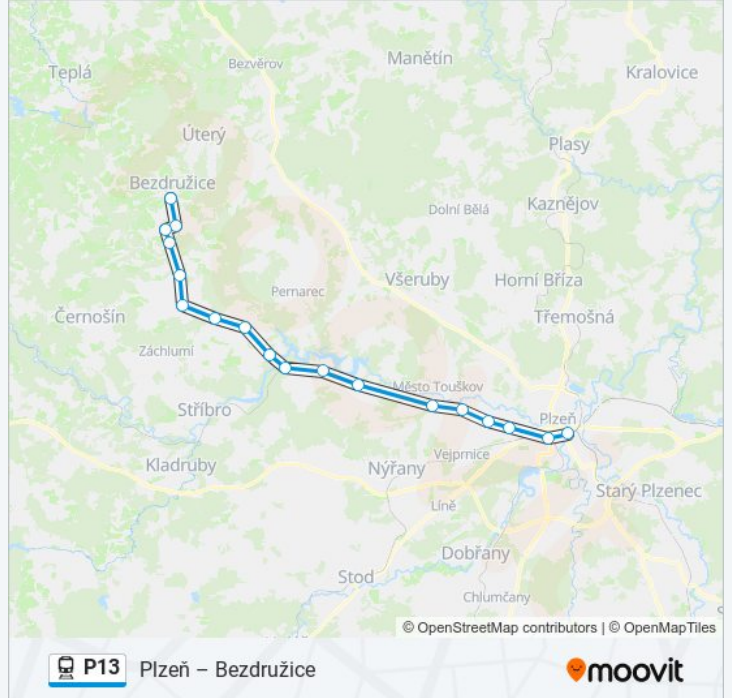 Teplá
Bezvěrov
Manětín
Kralovice
Úterý
Plasy
Bezdružice
Dolní Bělá
Kaznějov
Pernarec
Všeruby
Horní Bříza
Černošín
Třemošná
Záchlumí
Město Touškov
Stříbro
Plzeň
Kladruby
Nýřany
Vejprnice
Starý Plzenec
Líně
Dobřany
Stod
Chlumčany
© OpenStreetMap contributors | © OpenMapTiles
P13 Plzeň – Bezdružice
moovit